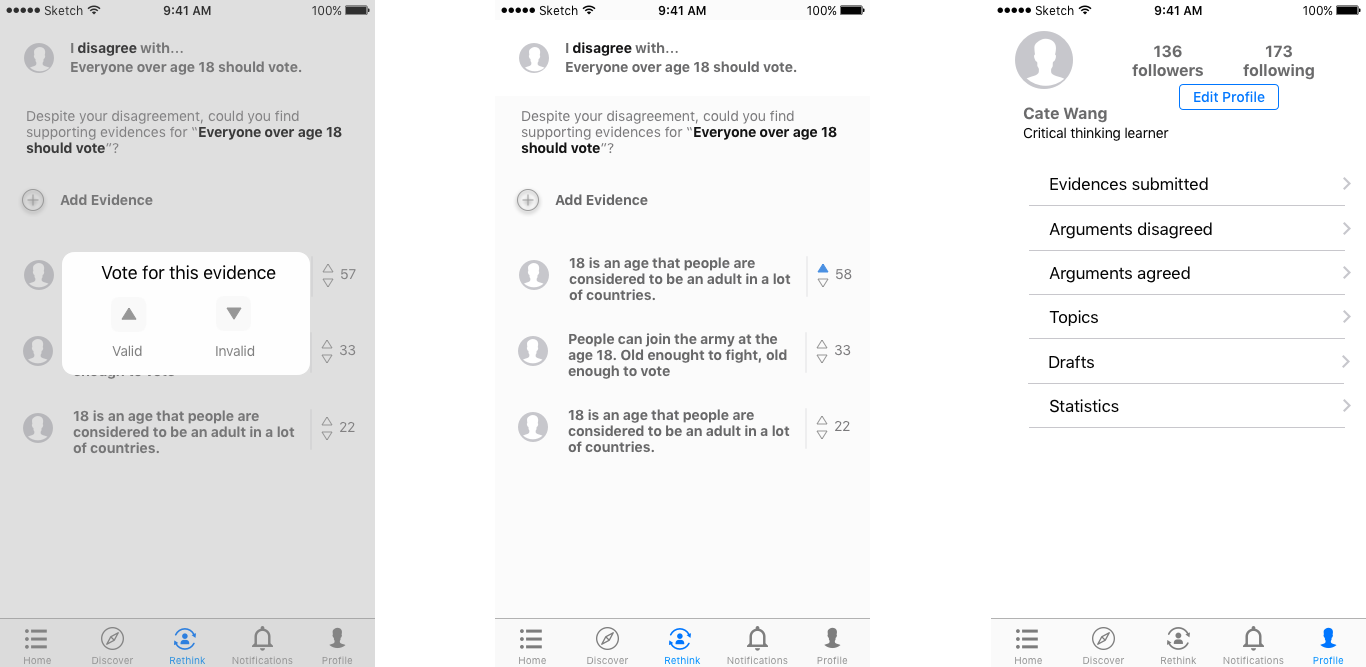 Sketch 9:41 AM 100%
I disagree with...
Everyone over age 18 should vote.
Despite your disagreement, could you find
supporting evidences for “Everyone over age 18
should vote”?
Add Evidence
Vote for this evidence
Valid Invalid
57
33
enough to vote
18 is an age that people are
considered to be an adult in a lot
of countries.
22
Home Discover Rethink Notifications Profile
Sketch 9:41 AM 100%
I disagree with...
Everyone over age 18 should vote.
Despite your disagreement, could you find
supporting evidences for “Everyone over age 18
should vote”?
Add Evidence
18 is an age that people are
considered to be an adult in a lot
of countries.
58
People can join the army at the
age 18. Old enought to fight, old
enough to vote
33
18 is an age that people are
considered to be an adult in a lot
of countries.
22
Home Discover Rethink Notifications Profile
Sketch 9:41 AM 100%
136 173
followers following
Edit Profile
Cate Wang
Critical thinking learner
Evidences submitted
Arguments disagreed
Arguments agreed
Topics
Drafts
Statistics
Home Discover Rethink Notifications Profile